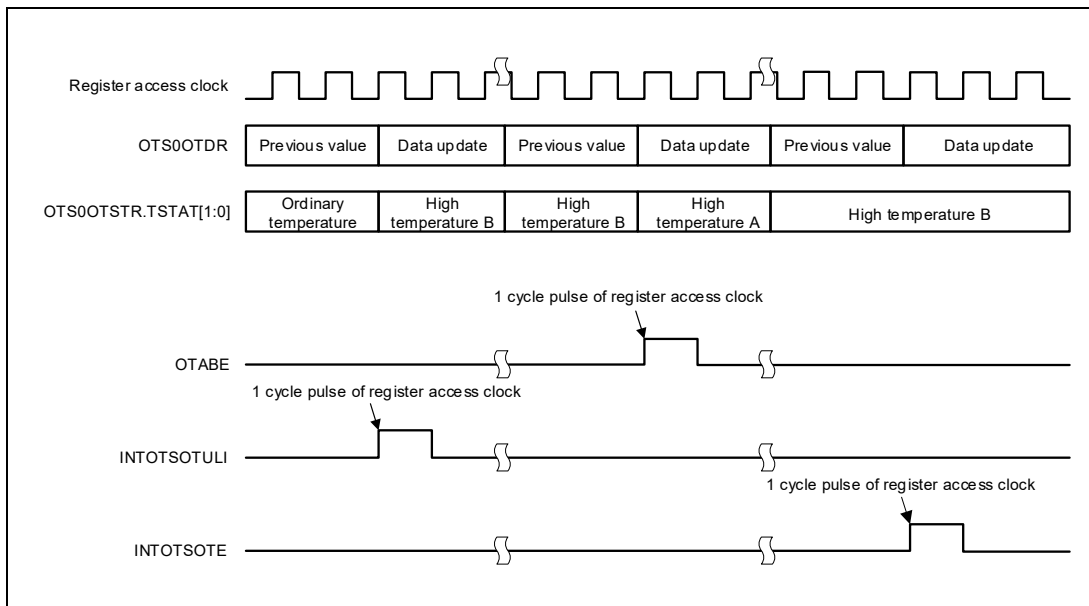 Register access clock
OTS0OTDR
Previous value
Data update
Previous value
Data update
Previous value
Data update
OTS0OTSTR.TSTAT[1:0]
Ordinary
temperature
High
temperature B
High
temperature B
High
temperature A
High temperature B
1 cycle pulse of register access clock
OTABE
1 cycle pulse of register access clock
INTOTSOTULI
1 cycle pulse of register access clock
INTOTSOTE